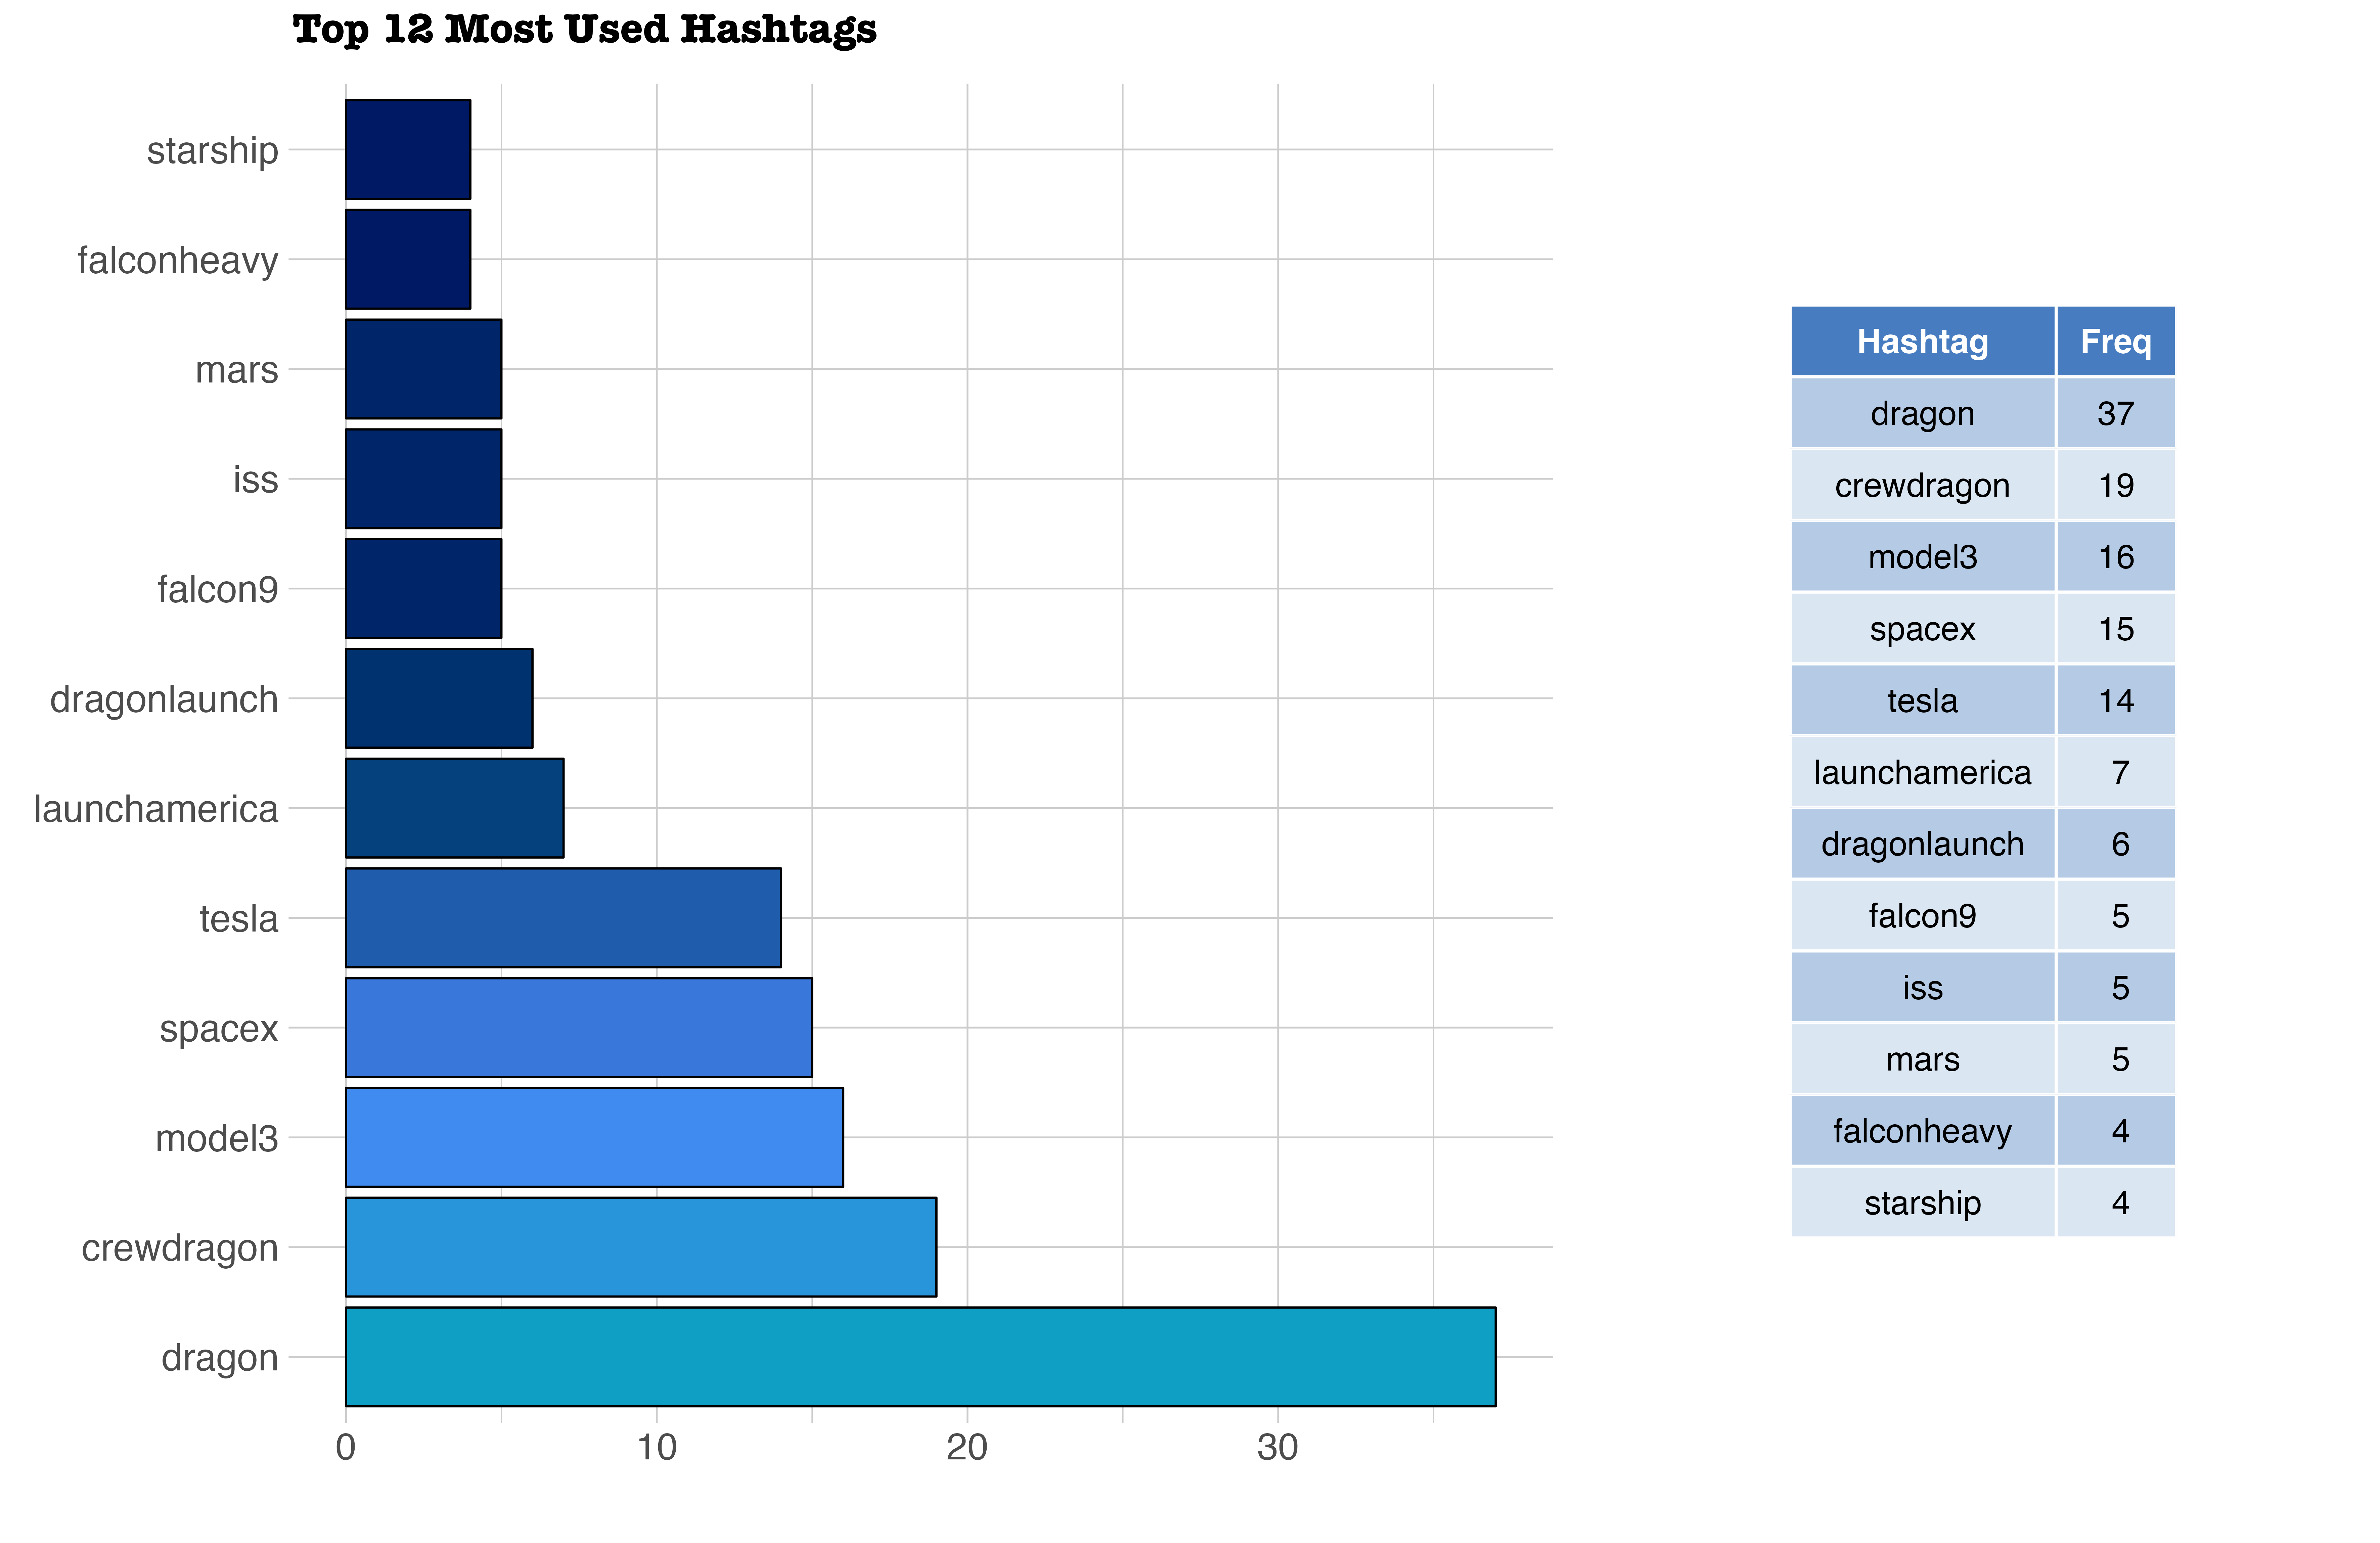 Top 12 Most Used Hashtags
starship
falconheavy
mars
iss
falcon9
dragonlaunch
launchamerica
tesla
spacex
model3
crewdragon
dragon
0 10 20 30
Hashtag Freq
dragon 37
crewdragon 19
model3 16
spacex 15
tesla 14
launchamerica 7
dragonlaunch 6
falcon9 5
iss 5
mars 5
falconheavy 4
starship 4